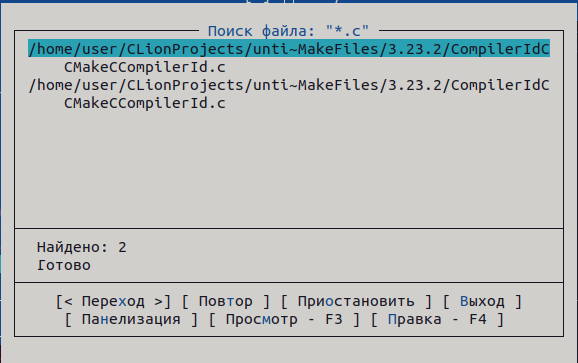 Поиск файла: "*.c"
/home/user/CLionProjects/unti~MakeFiles/3.23.2/CompilerIdC
CMakeCCompilerId.c
/home/user/CLionProjects/unti~MakeFiles/3.23.2/CompilerIdC
CMakeCCompilerId.c
Найдено: 2
Готово
[< Переход >] [ Повтор ] [ Приостановить ] [ Выход ]
[ Панелизация ] [ Просмотр - F3 ] [ Правка - F4 ]